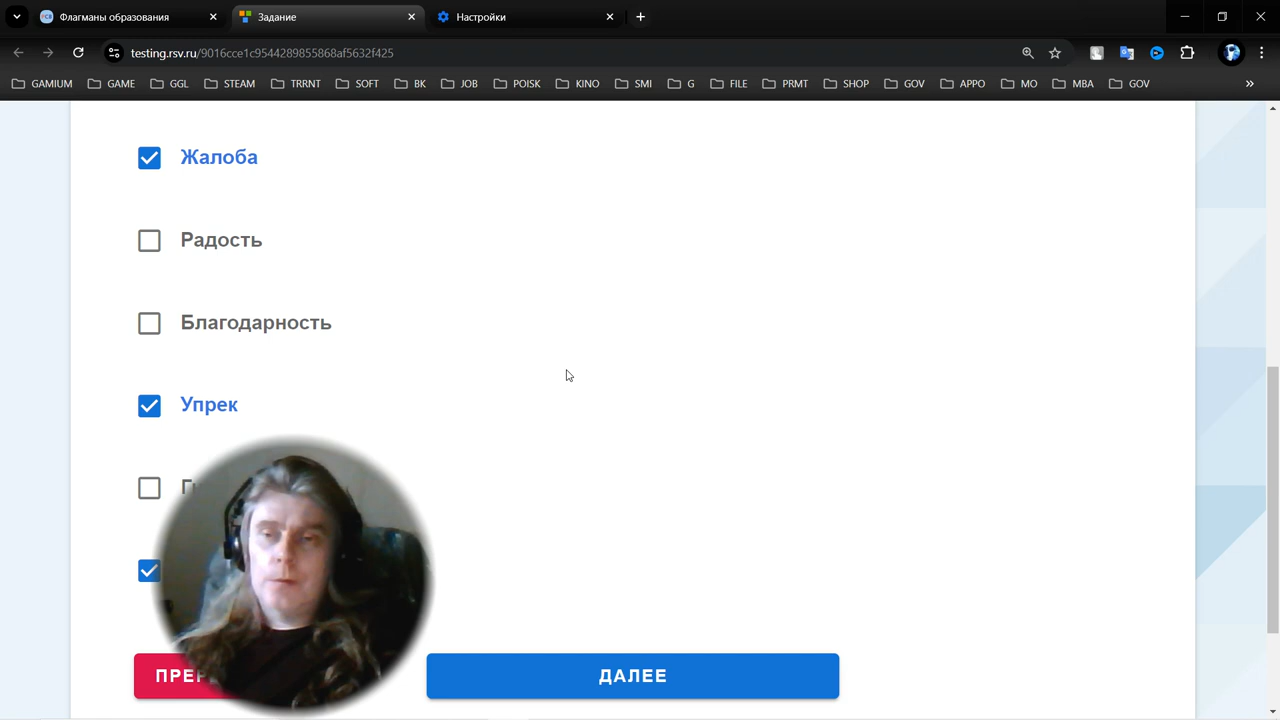 Флагманы образования
Задание
Настройки
testing.rsv.ru/9016cce1c9544289855868af5632f425
GAMIUM
GAME
GGL
STEAM
TRRNT
SOFT
BK
JOB
POISK
KINO
SMI
G
FILE
PRMT
SHOP
GOV
APPO
MO
MBA
GOV
Жалоба
Радость
Благодарность
Упрек
ДАЛЕЕ